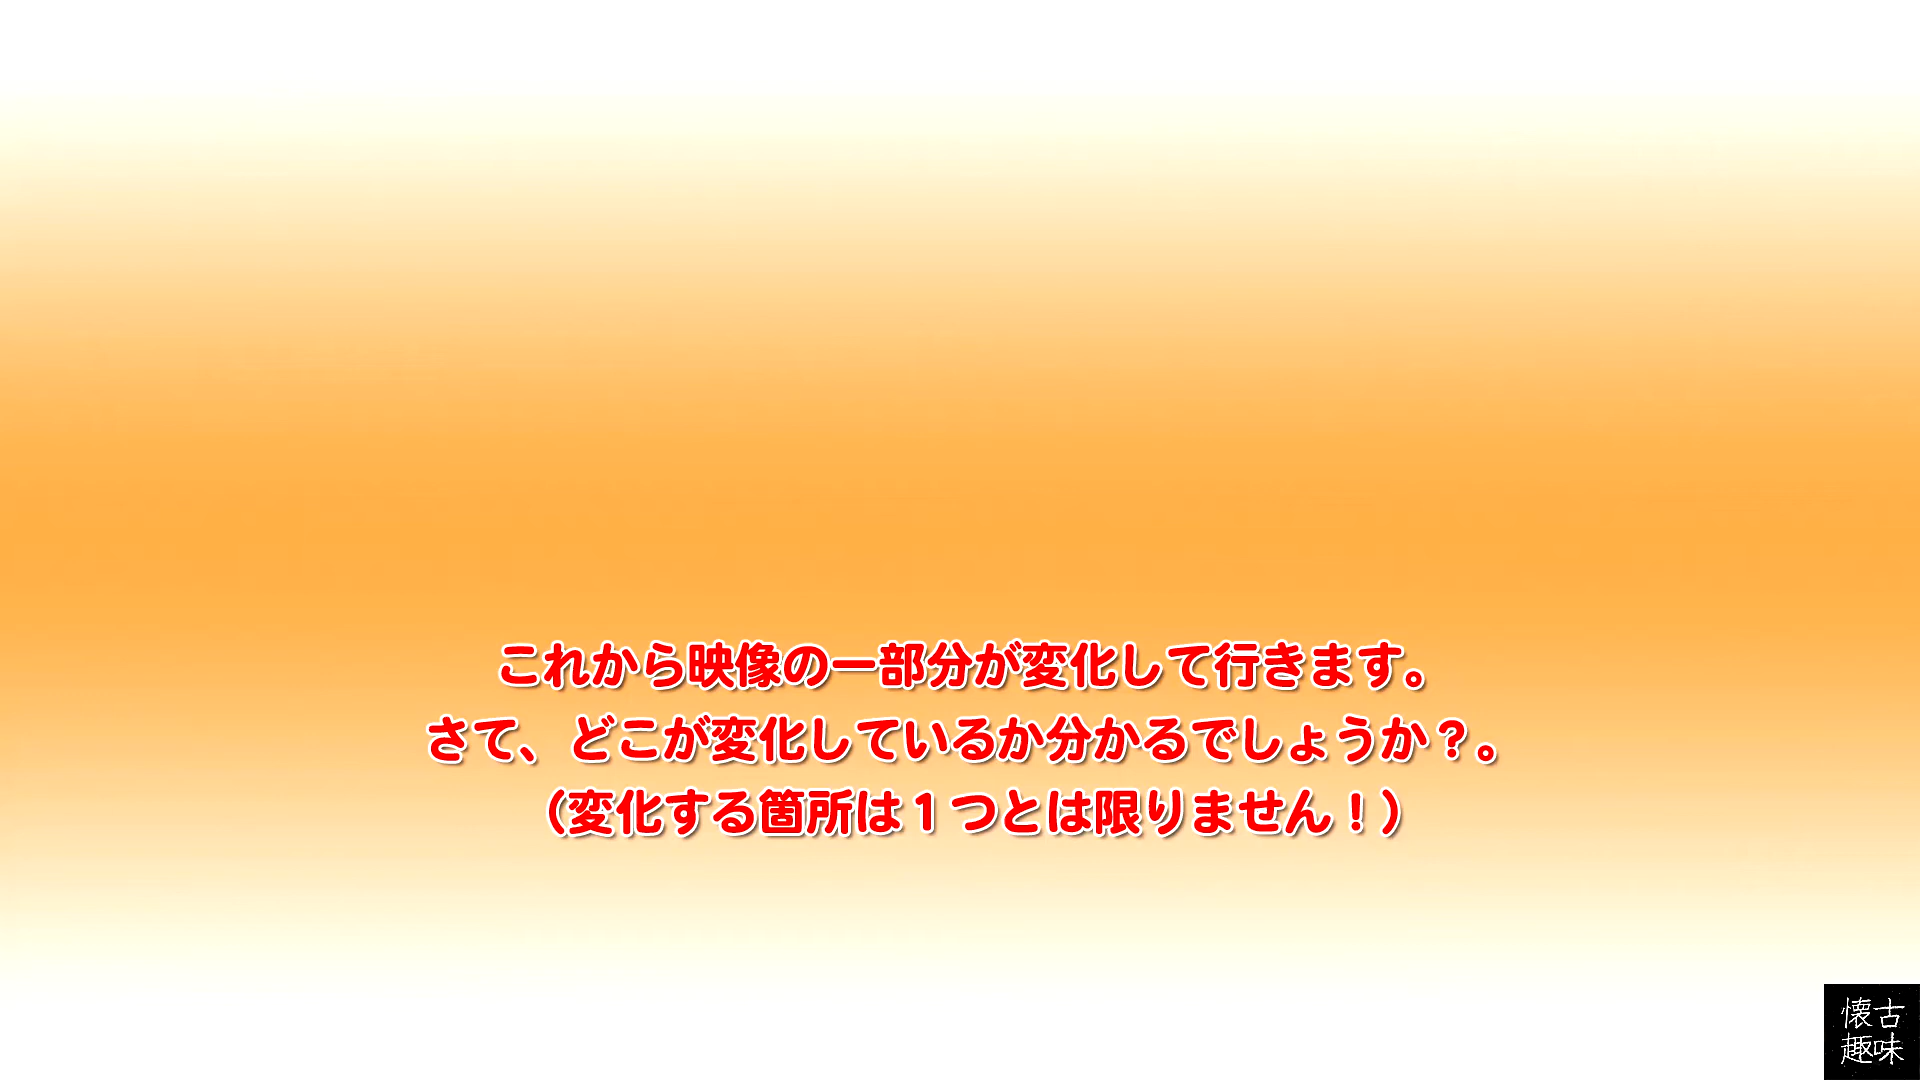 これから映像の一部分が変化して行きます。
さて、どこが変化しているか分かるでしょうか？。
（変化する箇所は１つとは限りません！）
懐古
趣味